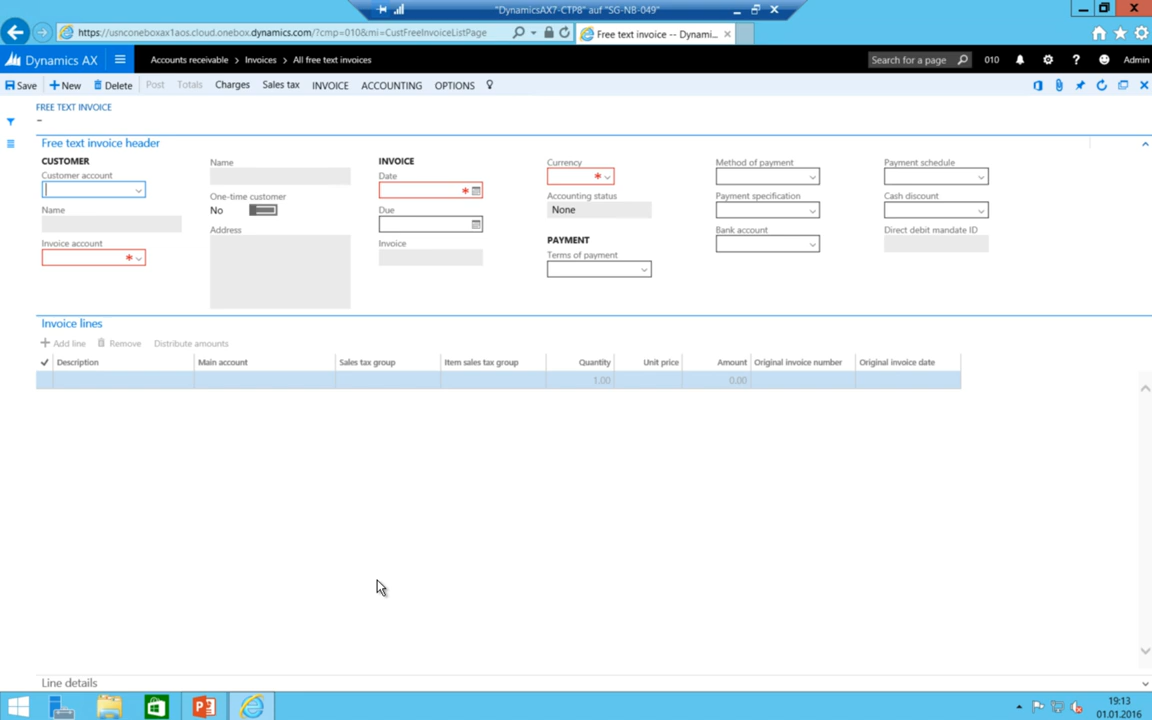 "DynamicsAX7-CTP8" auf "SG-NB-049"
https://usnconeboxax1aos.cloud.onebox.dynamics.com/?cmp=010&mi=CustFreeInvoiceListPage
Free text invoice -- Dynami...
Dynamics AX
Accounts receivable > Invoices > All free text invoices
Search for a page
010
? Admin
Save
+ New
Delete
Post
Totals
Charges
Sales tax
INVOICE
ACCOUNTING
OPTIONS
FREE TEXT INVOICE
-
Free text invoice header
CUSTOMER
Customer account
Name
Invoice account
*
Name
One-time customer
No
Address
INVOICE
Date
*
Due
Invoice
Currency
*
Accounting status
None
PAYMENT
Terms of payment
Method of payment
Payment specification
Bank account
Payment schedule
Cash discount
Direct debit mandate ID
Invoice lines
+ Add line
Remove
Distribute amounts
Description Main account Sales tax group Item sales tax group Quantity Unit price Amount Original invoice number Original invoice date
1.00 0.00
Line details
19:13
01.01.2016